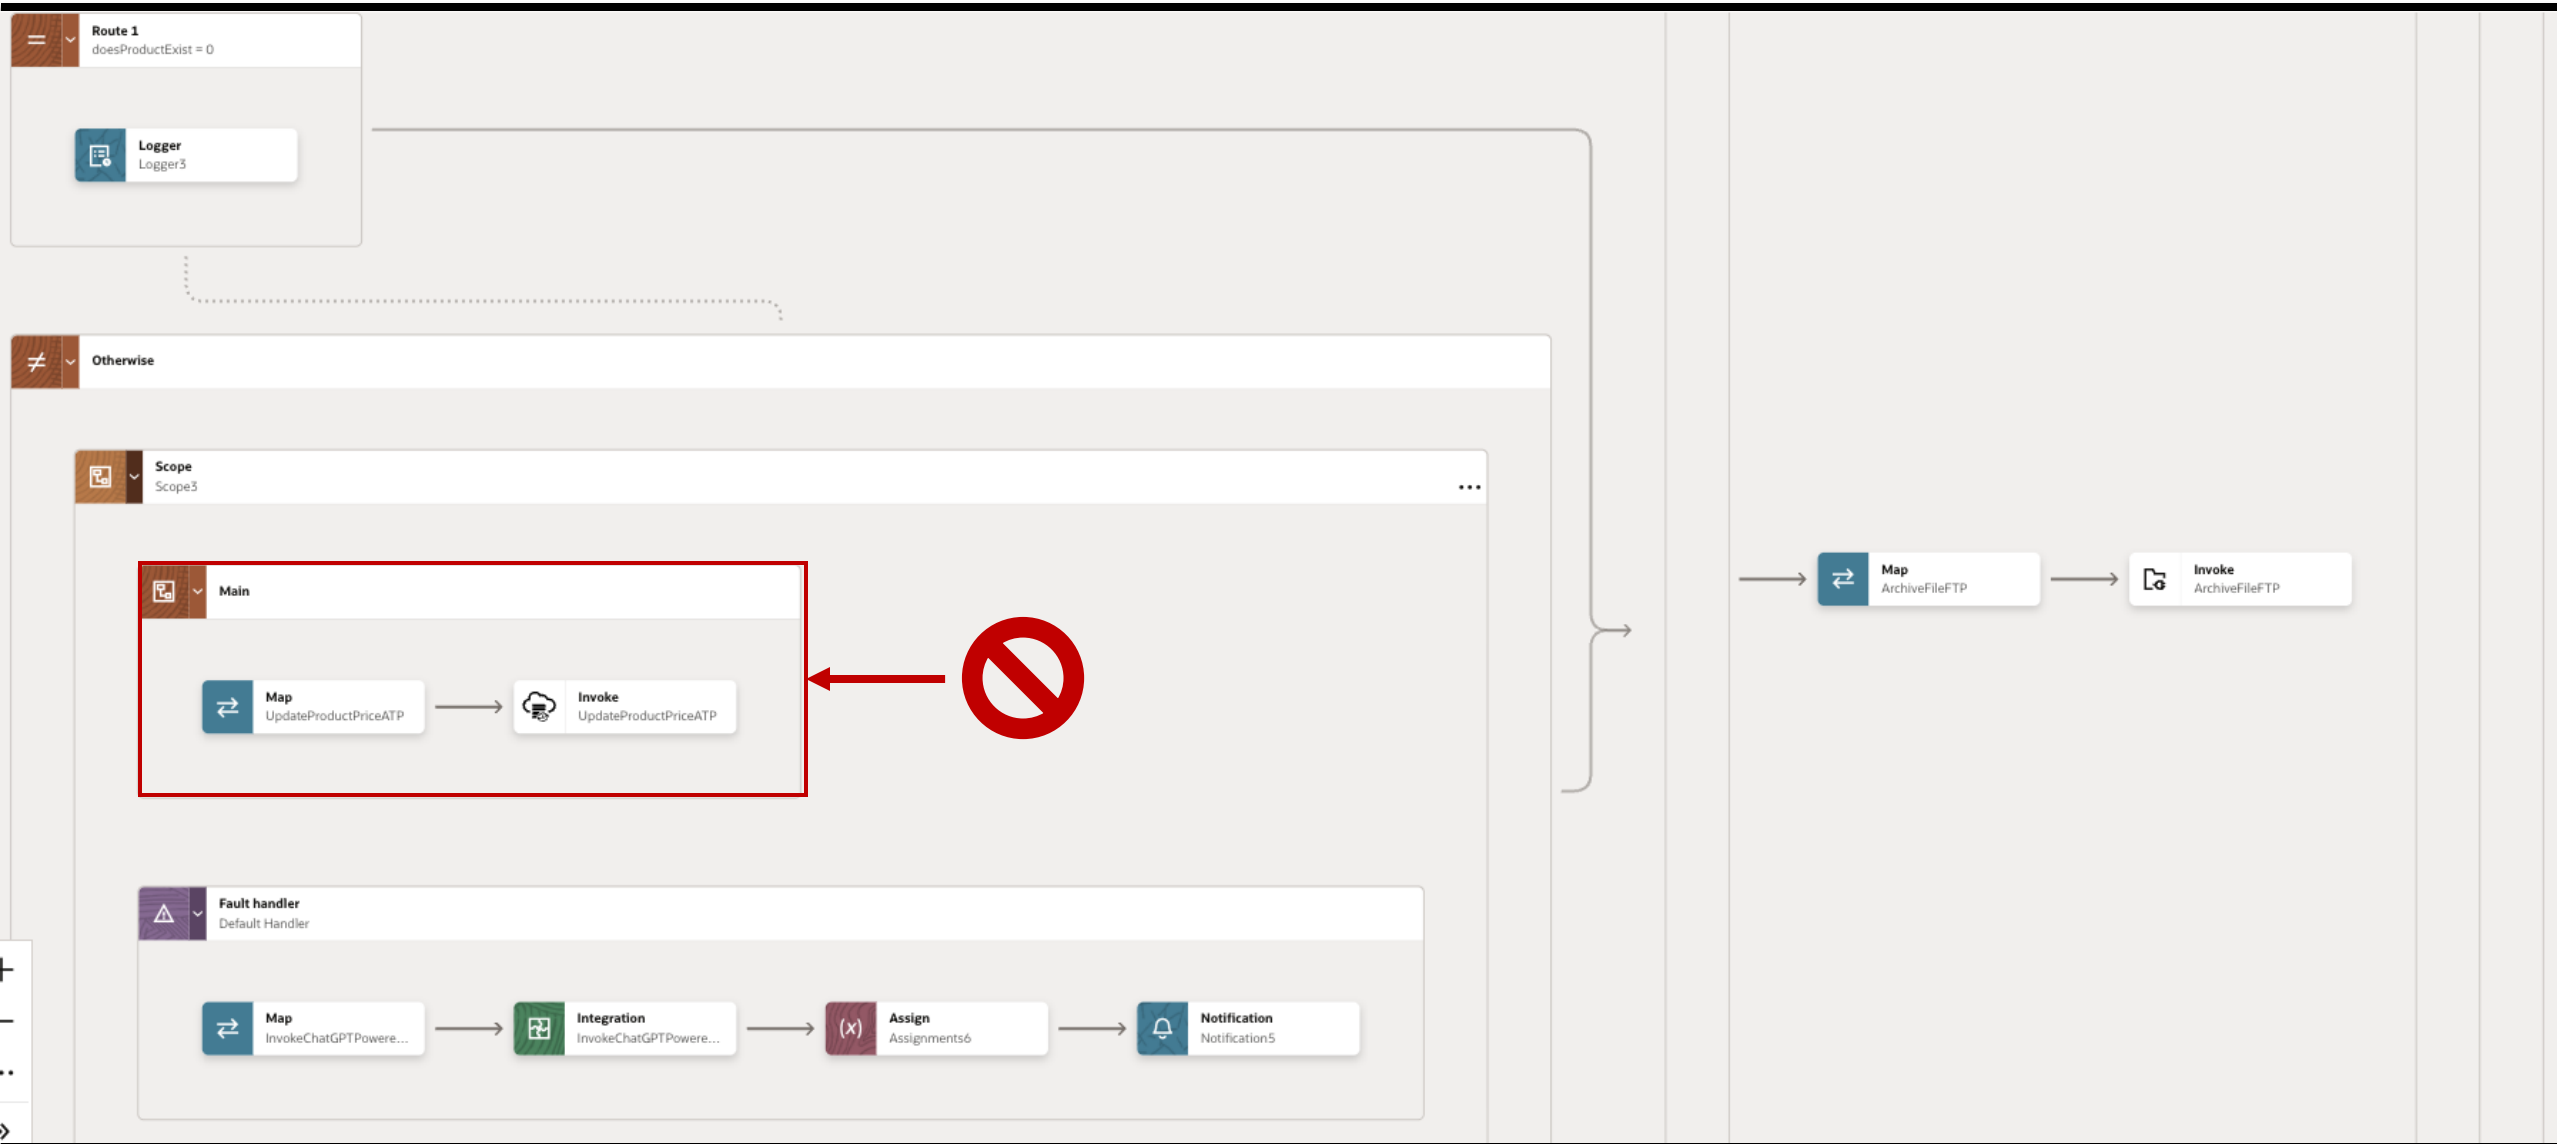 Route 1
doesProductExist = 0
Logger
Logger3
Otherwise
Scope
Scope3
Main
Map
UpdateProductPriceATP
Invoke
UpdateProductPriceATP
Map
ArchiveFileFTP
Invoke
ArchiveFileFTP
Fault handler
Default Handler
Map
InvokeChatGPTPowere...
Integration
InvokeChatGPTPowere...
(x)
Assign
Assignments6
Notification
Notification5